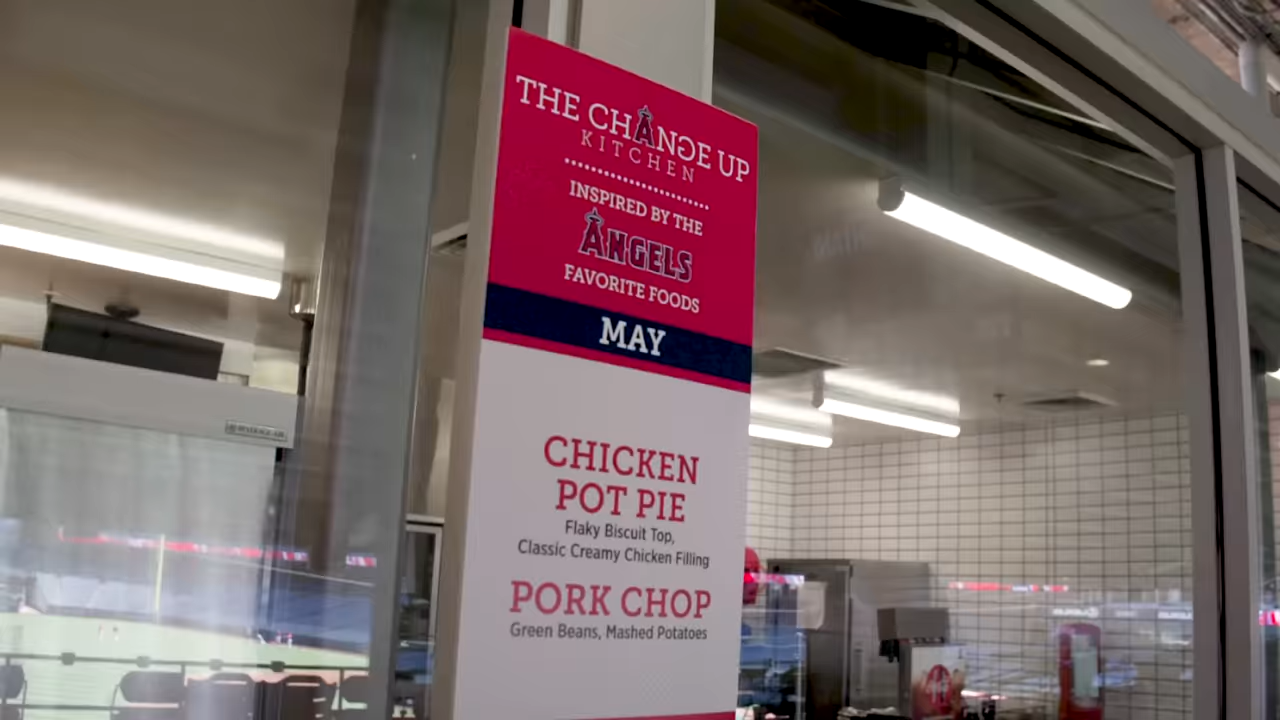 THE CHANGE UP
KITCHEN
INSPIRED BY THE
ANGELS
FAVORITE FOODS
MAY
CHICKEN
POT PIE
Flaky Biscuit Top,
Classic Creamy Chicken Filling
PORK CHOP
Green Beans, Mashed Potatoes